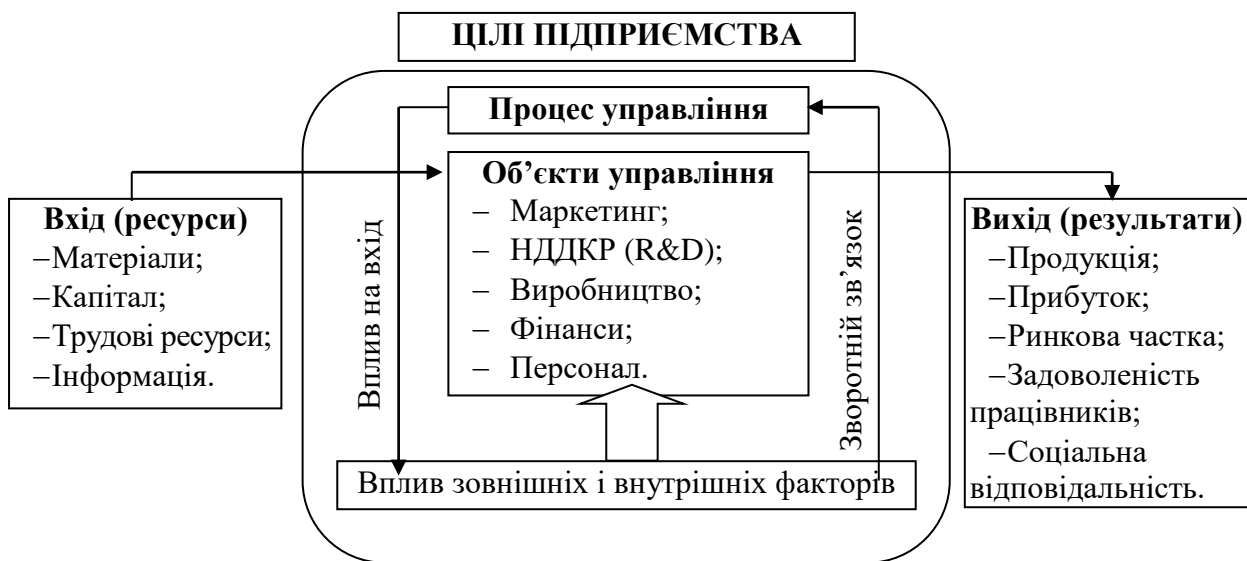 ЦІЛІ ПІДПРИЄМСТВА
Процес управління
Вхід (ресурси)
–Матеріали;
–Капітал;
–Трудові ресурси;
–Інформація.
Вплив на вхід
Об’єкти управління
– Маркетинг;
– НДДКР (R&D);
– Виробництво;
– Фінанси;
– Персонал.
Зворотній зв’язок
Вплив зовнішніх і внутрішніх факторів
Вихід (результати)
–Продукція;
–Прибуток;
–Ринкова частка;
–Задоволеність
працівників;
–Соціальна
відповідальність.